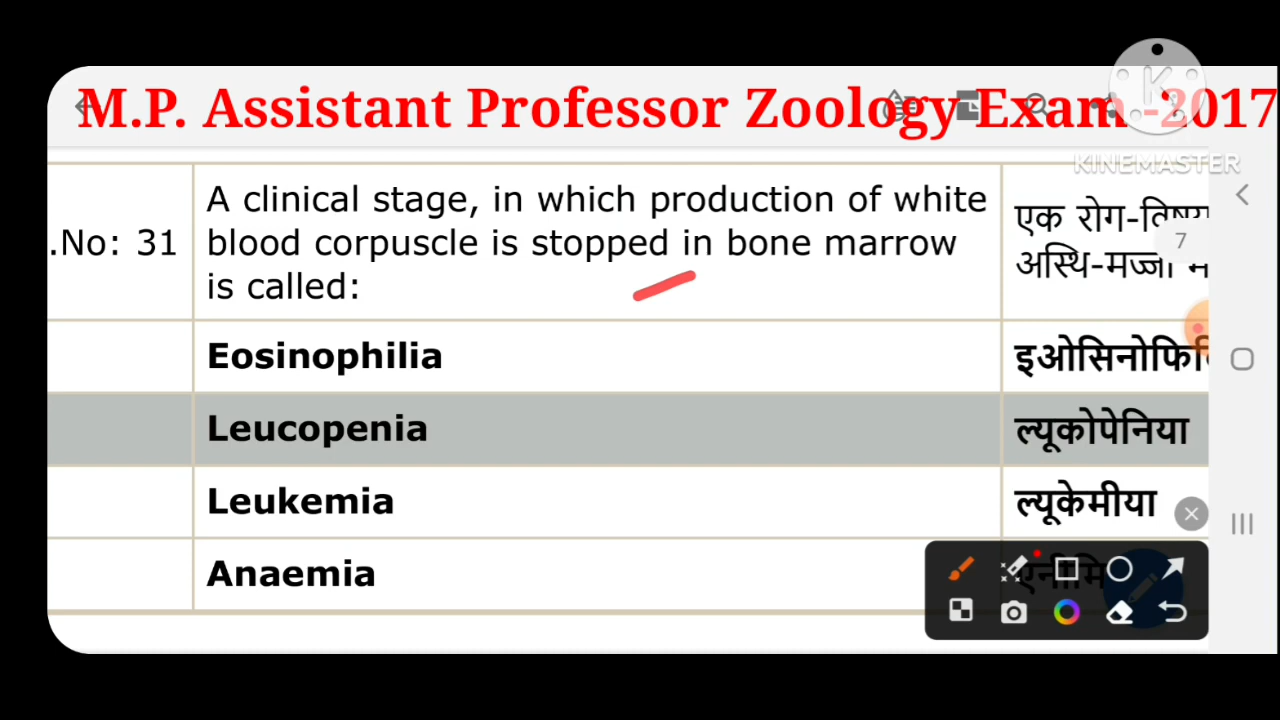 M.P. Assistant Professor Zoology Exam -2017
KINEMASTER
.No: 31
A clinical stage, in which production of white
blood corpuscle is stopped in bone marrow
is called:
एक
अस्थि-मज्जा
7
Eosinophilia
Leucopenia
ल्यूकोपेनिया
Leukemia
ल्यूकेमीया
Anaemia